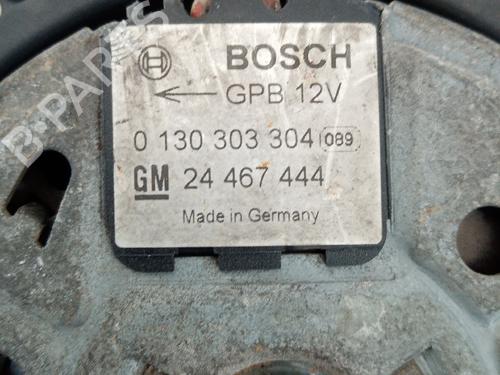 BOSCH
GPB 12V
0 130 303 304 089
GM 24 467 444
Made in Germany
B-Parts